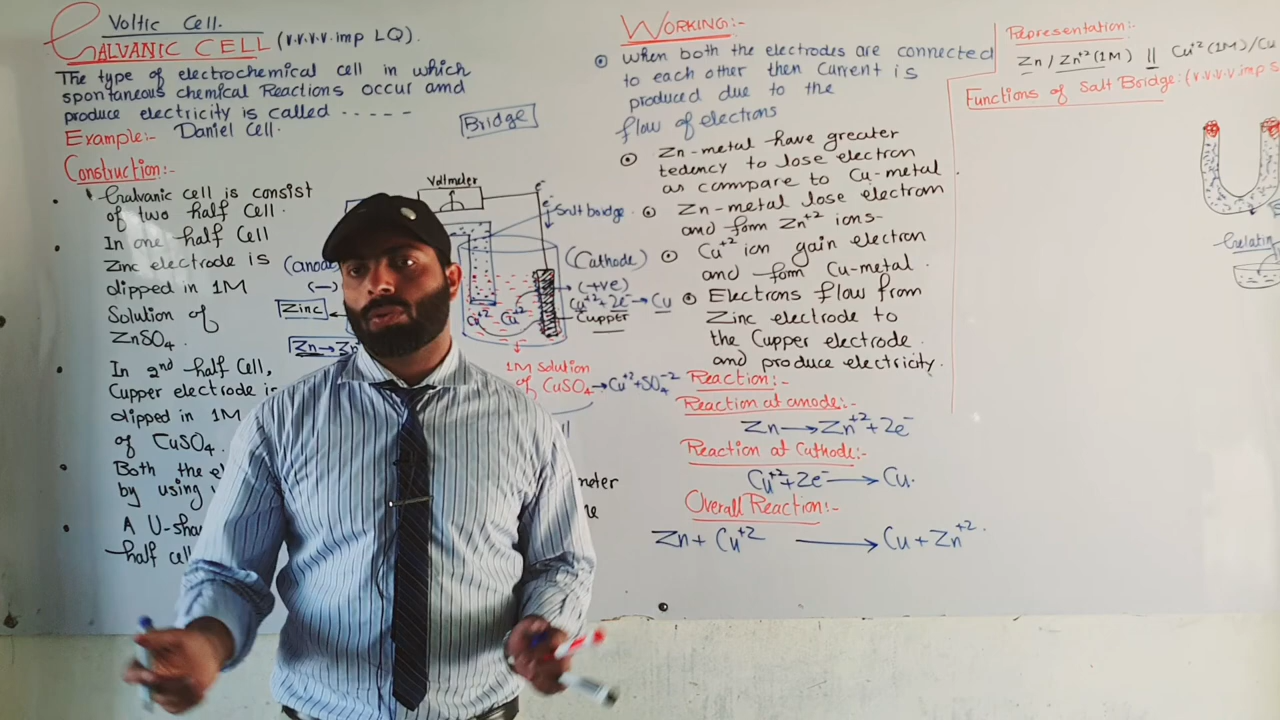 Voltic Cell.
GALVANIC CELL (v.v.v.v.imp LQ).
The type of electrochemical cell in which
spontaneous chemical Reactions occur and
produce electricity is called -----
Example:- Daniel Cell.
Construction:-
Galvanic cell is consist
of two half Cell.
In one half Cell
Zinc electrode is
dipped in 1M
Solution of
ZnSO4.
In 2nd half Cell,
Cupper electrode is
dipped in 1M
of CuSO4.
Both the
by using
A U-sha
half cell
Bridge
Voltmeter
e-
e-
Salt bridge
(anod
(-)
Zinc
Zn→Zn
(Cathode)
(+ve)
Cu+2+2e-→Cu
Cupper
Cu+2
Cu+2
1M solution
of CuSO4→Cu+2+SO4-2
meter
WORKING:-
When both the electrodes are connected
to each other then Current is
produced due to the
flow of electrons
Zn-metal have greater
tedency to lose electron
as compare to Cu-metal
Zn-metal lose electron
and form Zn+2 ions-
Cu+2 ion gain electron
and form Cu-metal.
Electrons flow from
Zinc electrode to
the Cupper electrode
and produce electricity.
Reaction:-
Reaction at anode:-
Zn→Zn+2+2e-
Reaction at Cathode:-
Cu+2+2e-→Cu.
Overall Reaction:-
Zn+Cu+2→Cu+Zn+2.
Representation:-
Zn/Zn+2(1M) || Cu+2(1M)/Cu
Functions of Salt Bridge:(v.v.v.v.imp S
Gelatin